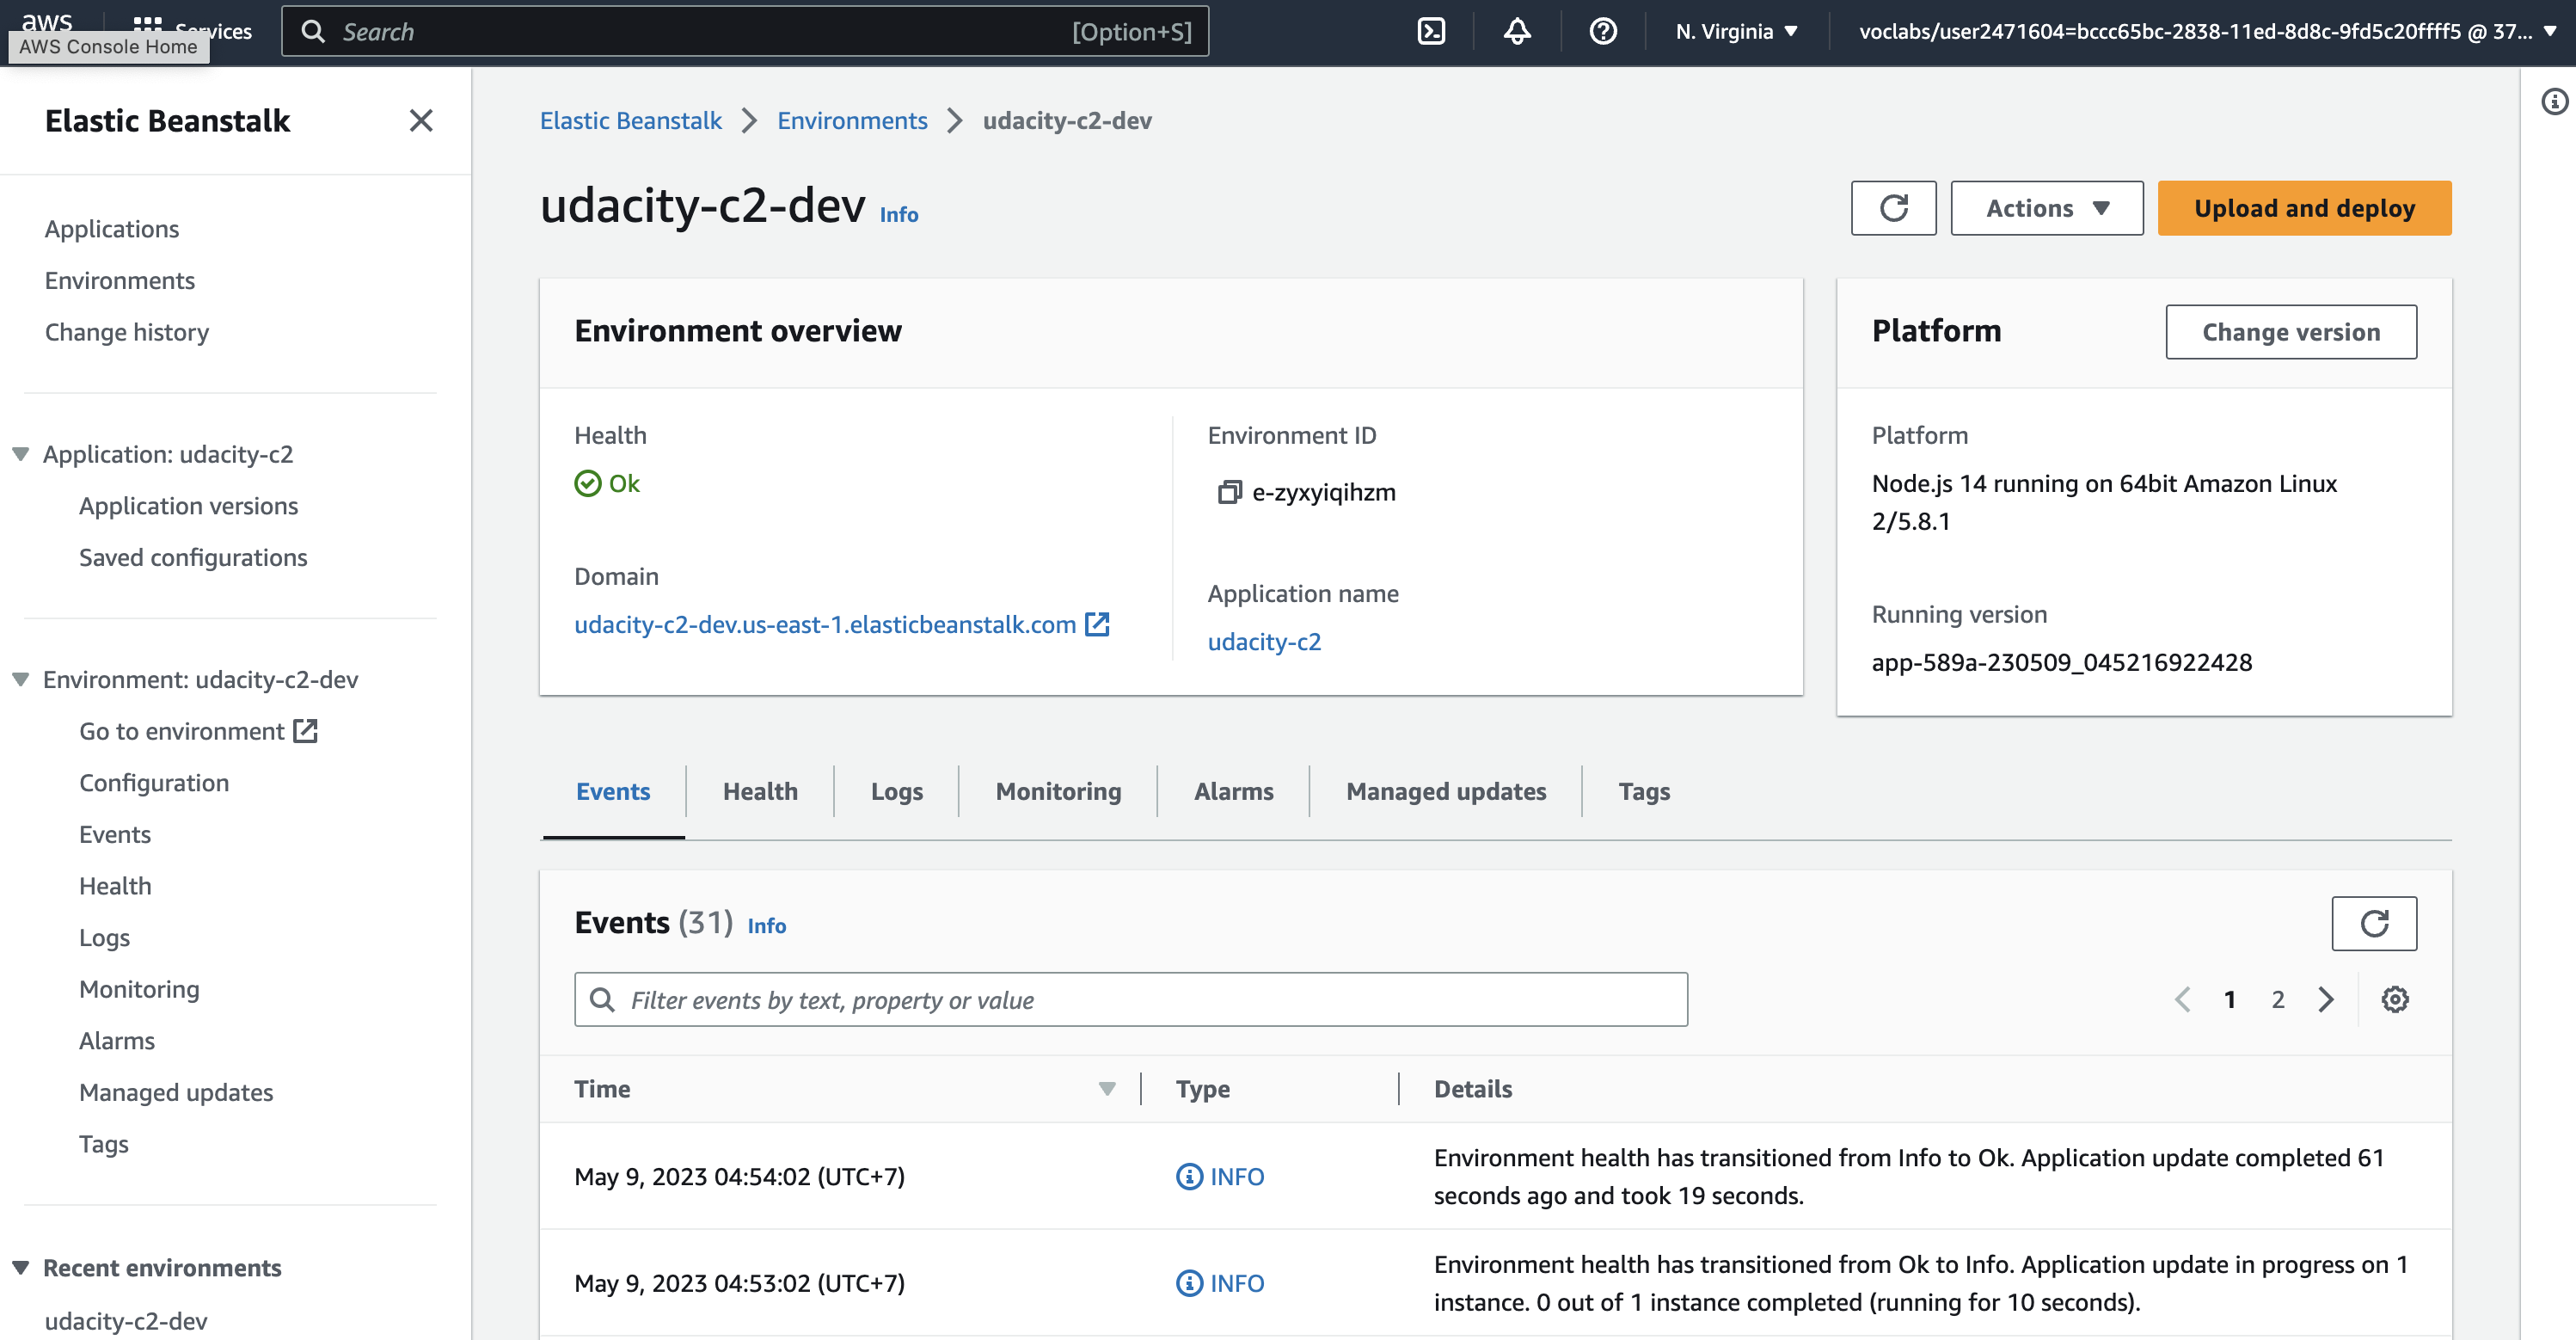 aws
Services
AWS Console Home
Search
[Option+S]
N. Virginia
voclabs/user2471604=bccc65bc-2838-11ed-8d8c-9fd5c20ffff5 @ 37...
Elastic Beanstalk
Applications
Environments
Change history
Application: udacity-c2
Application versions
Saved configurations
Environment: udacity-c2-dev
Go to environment
Configuration
Events
Health
Logs
Monitoring
Alarms
Managed updates
Tags
Recent environments
udacity-c2-dev
Elastic Beanstalk
Environments
udacity-c2-dev
udacity-c2-dev Info
Actions
Upload and deploy
Environment overview
Health
Ok
Domain
udacity-c2-dev.us-east-1.elasticbeanstalk.com
Environment ID
e-zyxyiqihzm
Application name
udacity-c2
Platform
Change version
Platform
Node.js 14 running on 64bit Amazon Linux
2/5.8.1
Running version
app-589a-230509_045216922428
Events
Health
Logs
Monitoring
Alarms
Managed updates
Tags
Events (31) Info
Filter events by text, property or value
1
2
Time
Type
Details
May 9, 2023 04:54:02 (UTC+7)
INFO
Environment health has transitioned from Info to Ok. Application update completed 61
seconds ago and took 19 seconds.
May 9, 2023 04:53:02 (UTC+7)
INFO
Environment health has transitioned from Ok to Info. Application update in progress on 1
instance. 0 out of 1 instance completed (running for 10 seconds).